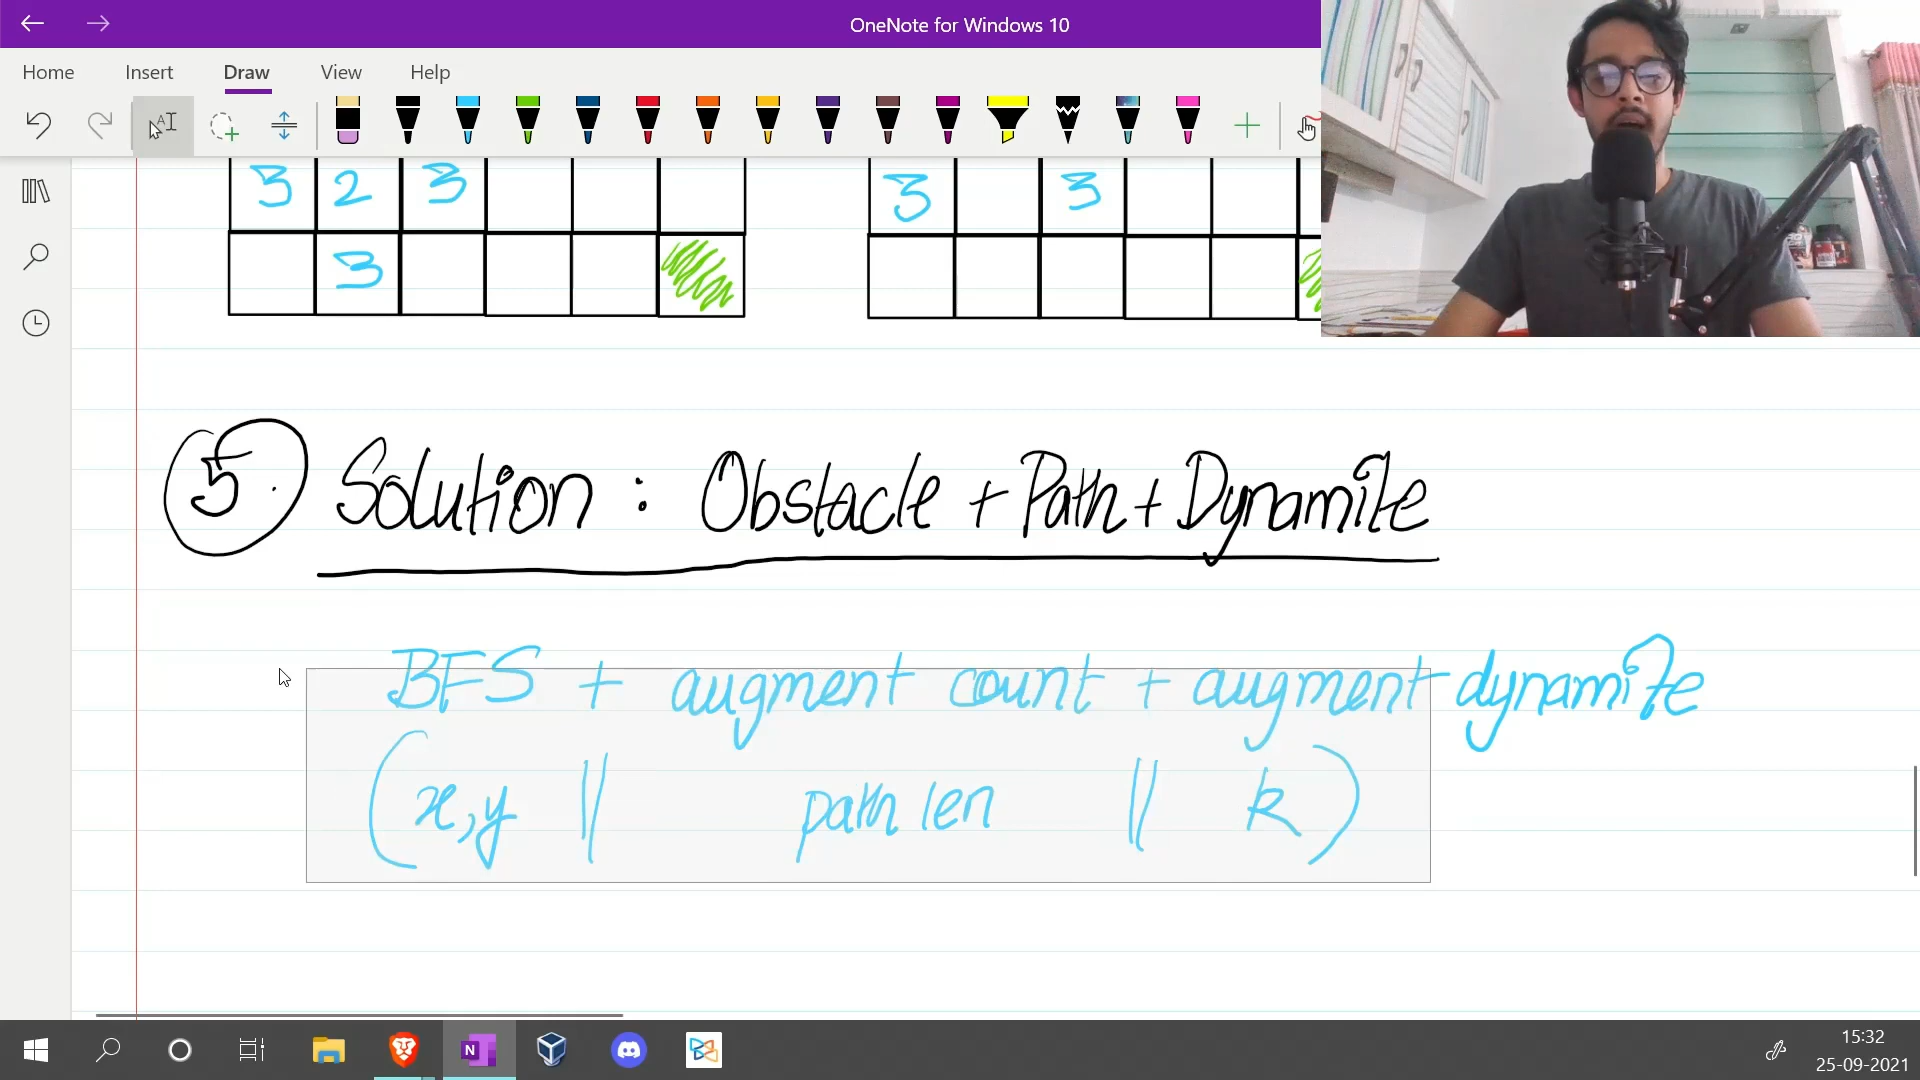 OneNote for Windows 10
Home Insert Draw View Help
3 2 3 3 3
3
5. Solution : Obstacle + Path + Dynamite
BFS + augment count + augment dynamite
(x,y || path len || k)
N
15:32
25-09-2021